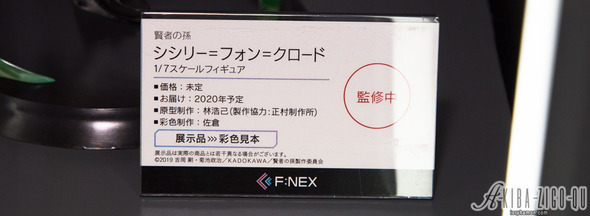 賢者の孫
シシリー=フォン=クロード
1/7スケールフィギュア
■価格:未定
■お届け:2020年予定
■原型制作:林浩己(製作協力:正村制作所)
■彩色制作:佐倉
展示品>>>彩色見本
展示品は実際の商品とは若干異なる場合がございます。
©2019 吉岡 剛・菊池政治/KADOKAWA/賢者の孫製作委員会
監修中
F:NEX
AKIBA-ZIGO-QU